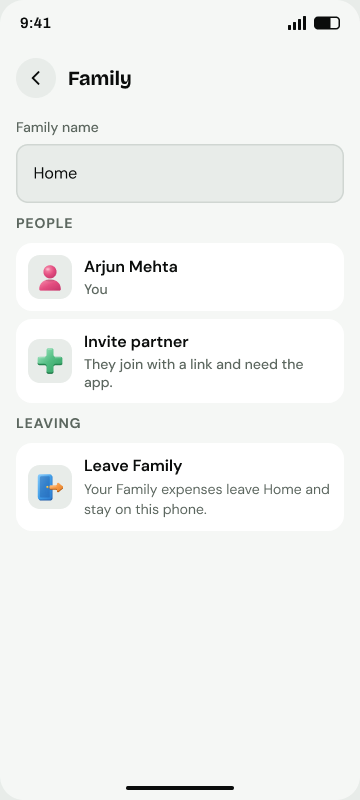 9:41
Family
Family name
Home
PEOPLE
Arjun Mehta
You
Invite partner
They join with a link and need the
app.
LEAVING
Leave Family
Your Family expenses leave Home and
stay on this phone.